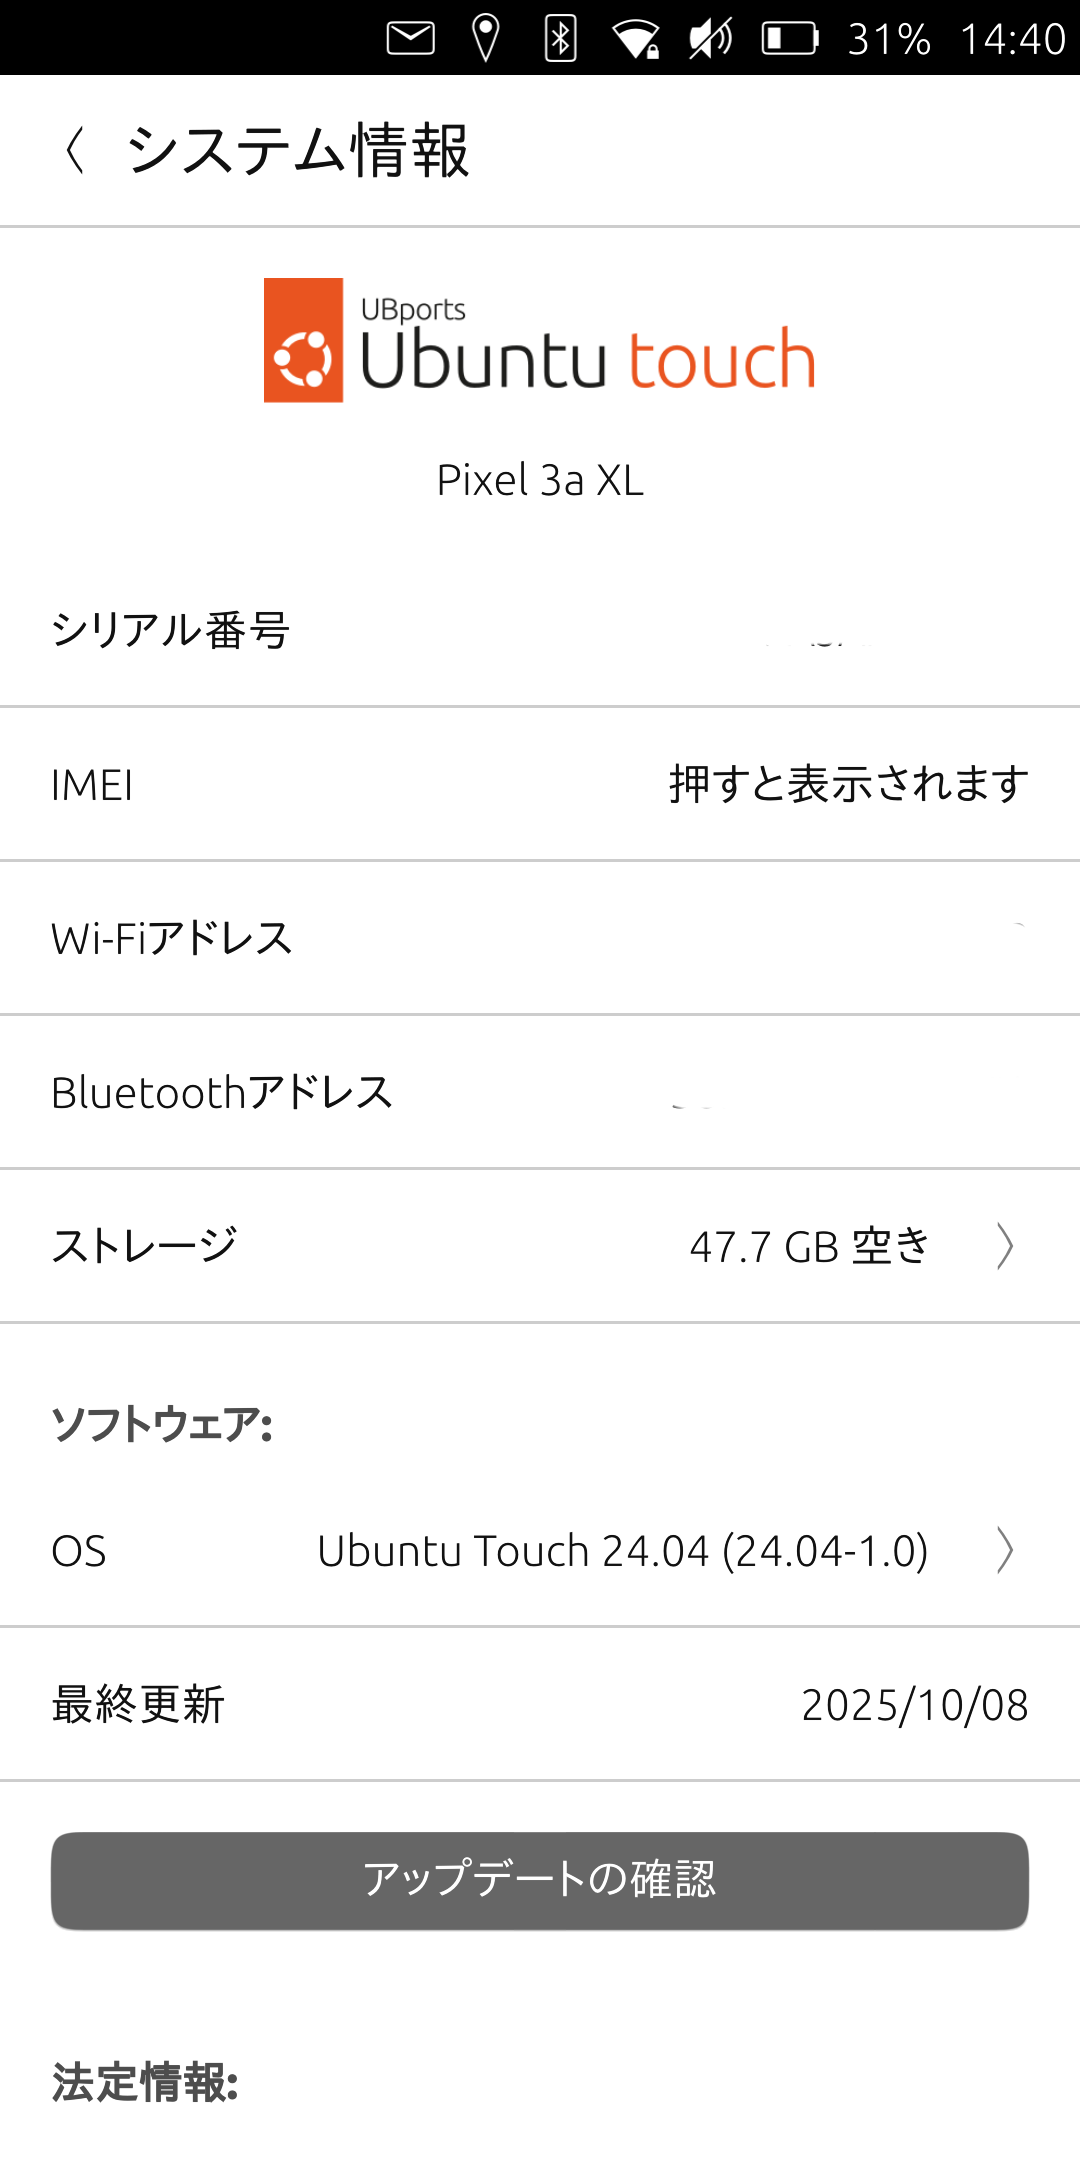 31% 14:40
システム情報
UBports
Ubuntu touch
Pixel 3a XL
シリアル番号
IMEI 押すと表示されます
Wi-Fiアドレス
Bluetoothアドレス
ストレージ 47.7 GB 空き
ソフトウェア:
OS Ubuntu Touch 24.04 (24.04-1.0)
最終更新 2025/10/08
アップデートの確認
法定情報: